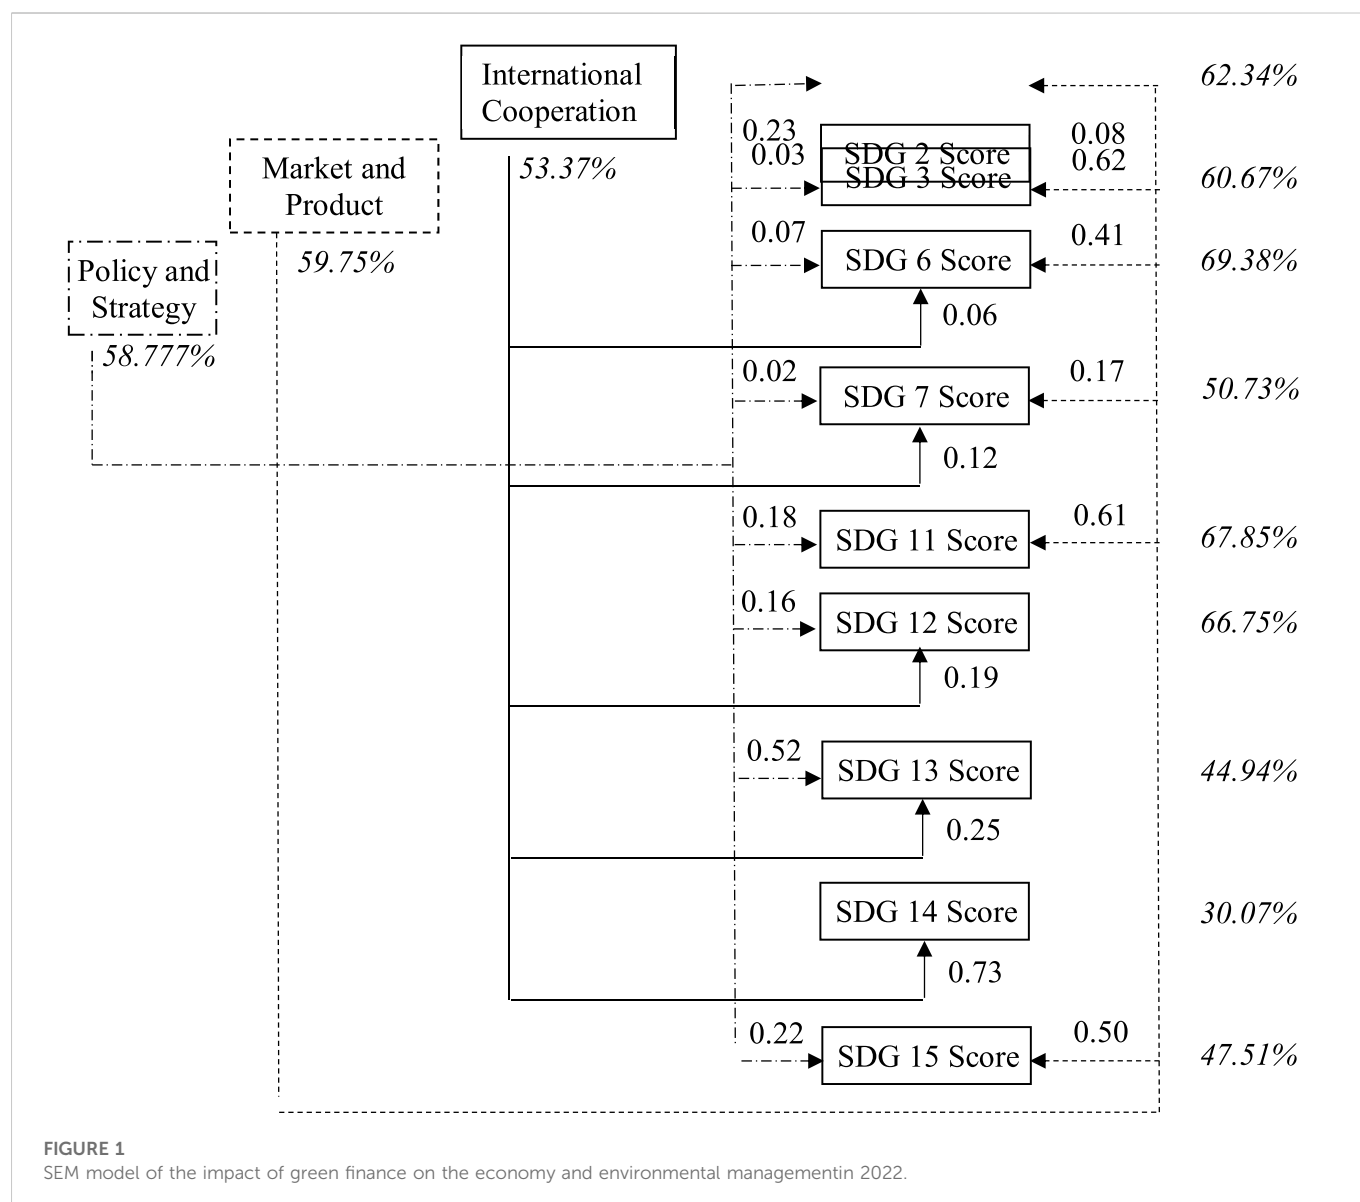 International
Cooperation
53.37%
Market and
Product
59.75%
Policy and
Strategy
58.777%
62.34%
0.23
0.08
SDG 2 Score
0.03
0.62
SDG 3 Score
60.67%
0.07
0.41
SDG 6 Score
69.38%
0.06
0.02
0.17
SDG 7 Score
50.73%
0.12
0.18
0.61
SDG 11 Score
67.85%
0.16
SDG 12 Score
66.75%
0.19
0.52
SDG 13 Score
44.94%
0.25
SDG 14 Score
30.07%
0.73
0.22
0.50
SDG 15 Score
47.51%
FIGURE 1
SEM model of the impact of green finance on the economy and environmental managementin 2022.